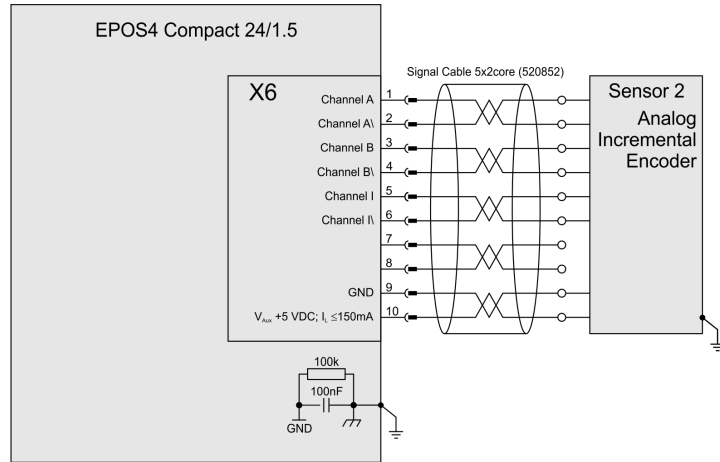 EPOS4 Compact 24/1.5
Signal Cable 5x2core (520852)
X6
Sensor 2
Analog
Incremental
Encoder
Channel A 1
Channel A\ 2
Channel B 3
Channel B\ 4
Channel I 5
Channel I\ 6
7
8
GND 9
VAux +5 VDC; IL ≤150mA 10
100k
100nF
GND